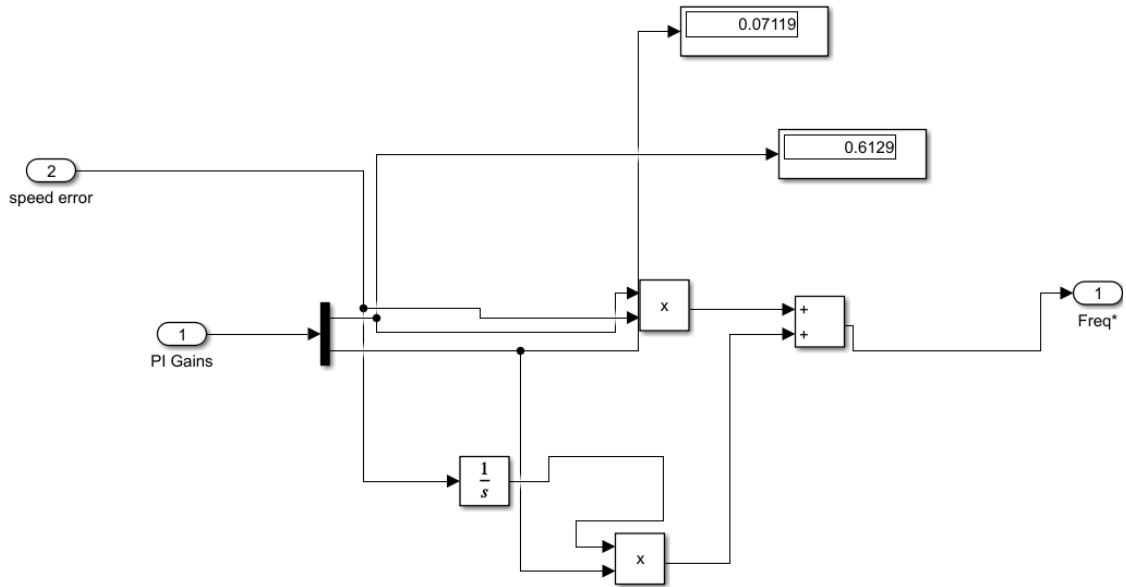 0.07119
0.6129
2
speed error
x
+
+
1
Freq*
1
PI Gains
1
s
x